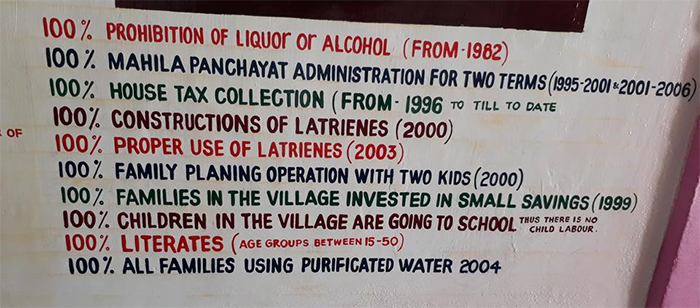 100% PROHIBITION OF LIQUOR or ALCOHOL (FROM-1982)
100% MAHILA PANCHAYAT ADMINISTRATION FOR TWO TERMS (1995-2001 & 2001-2006)
100% HOUSE TAX COLLECTION (FROM- 1996 TO TILL TO DATE
100% CONSTRUCTIONS OF LATRIENES (2000)
OF 100% PROPER USE OF LATRIENES (2003)
100% FAMILY PLANING OPERATION WITH TWO KIDS (2000)
100% FAMILIES IN THE VILLAGE INVESTED IN SMALL SAVINGS (1999)
100% CHILDREN IN THE VILLAGE ARE GOING TO SCHOOL THUS THERE IS NO CHILD LABOUR.
100% LITERATES (AGE GROUPS BETWEEN 15-50)
100% ALL FAMILIES USING PURIFICATED WATER 2004